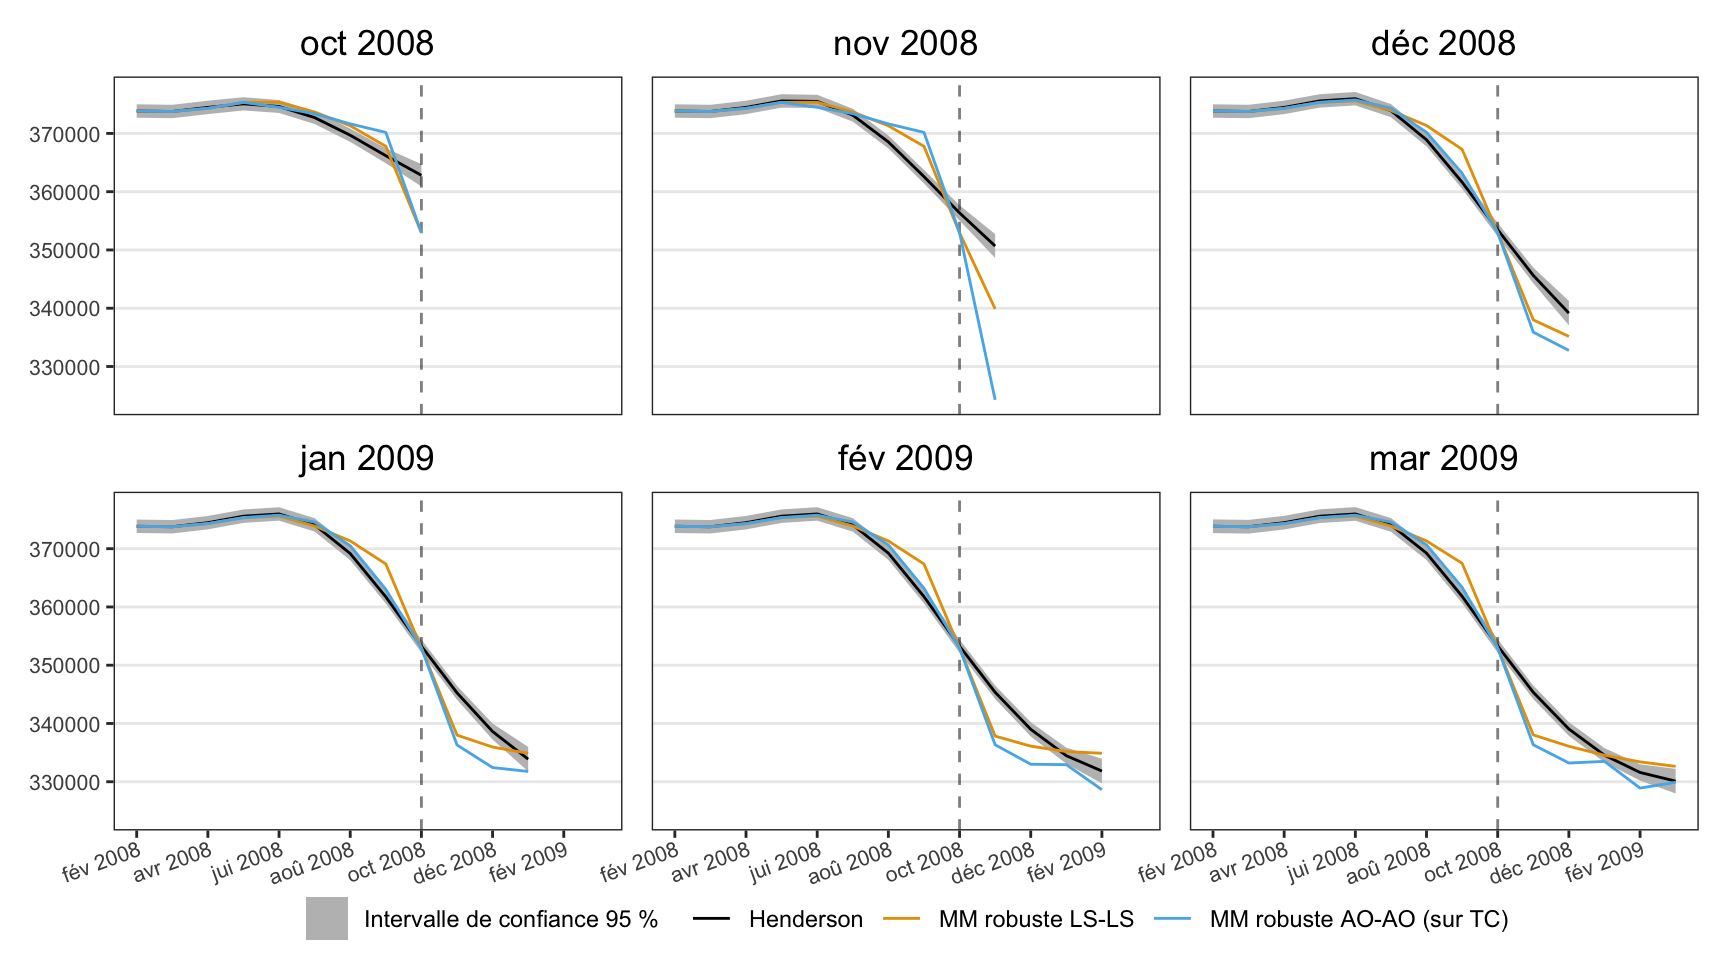 oct 2008
nov 2008
déc 2008
370000
360000
350000
340000
330000
jan 2009
fév 2009
mar 2009
370000
360000
350000
340000
330000
fév 2008 avr 2008 jui 2008 aoû 2008 oct 2008 déc 2008 fév 2009
fév 2008 avr 2008 jui 2008 aoû 2008 oct 2008 déc 2008 fév 2009
fév 2008 avr 2008 jui 2008 aoû 2008 oct 2008 déc 2008 fév 2009
Intervalle de confiance 95 % Henderson MM robuste LS-LS MM robuste AO-AO (sur TC)